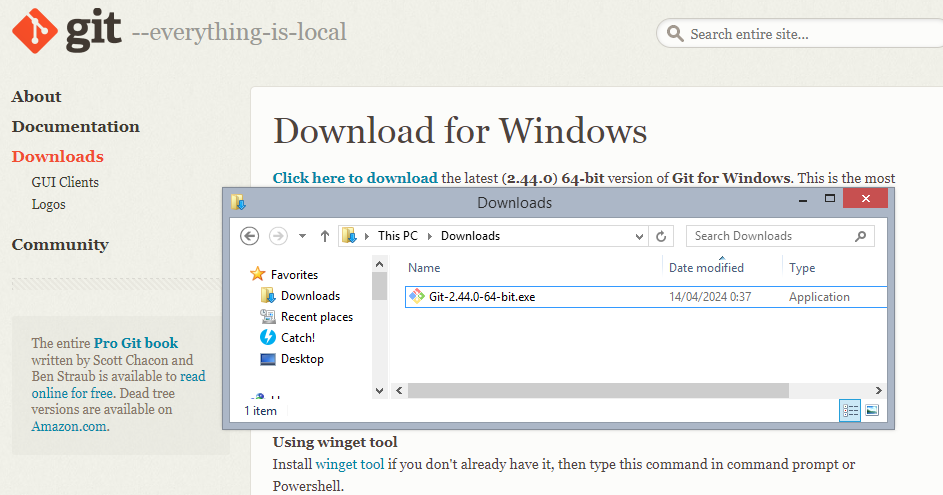 git --everything-is-local
Search entire site...
About
Documentation
Downloads
GUI Clients
Logos
Community
The entire Pro Git book
written by Scott Chacon and
Ben Straub is available to read
online for free. Dead tree
versions are available on
Amazon.com.
Download for Windows
Click here to download the latest (2.44.0) 64-bit version of Git for Windows. This is the most
Downloads
This PC
Downloads
Search Downloads
Favorites
Downloads
Recent places
Catch!
Desktop
Name Date modified Type
Git-2.44.0-64-bit.exe 14/04/2024 0:37 Application
1 item
Using winget tool
Install winget tool if you don't already have it, then type this command in command prompt or
Powershell.